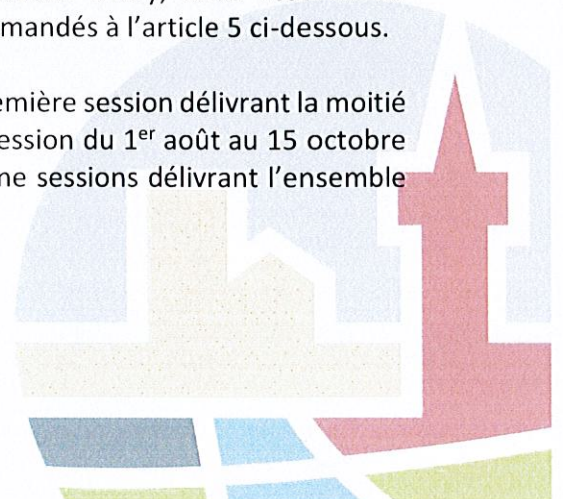 mandés à l’article 5 ci-dessous.
emière session délivrant la moitié
ession du 1er août au 15 octobre
ne sessions délivrant l’ensemble